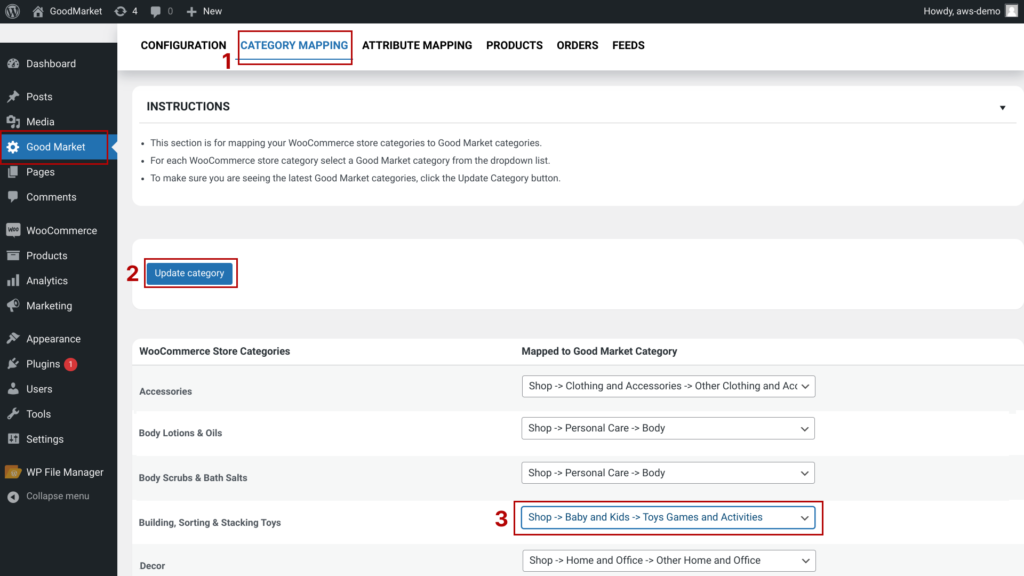 GoodMarket 4 0 New Howdy, aws-demo
CONFIGURATION CATEGORY MAPPING ATTRIBUTE MAPPING PRODUCTS ORDERS FEEDS
1
Dashboard
Posts
Media
Good Market
Pages
Comments
WooCommerce
Products
Analytics
Marketing
Appearance
Plugins 1
Users
Tools
Settings
WP File Manager
Collapse menu
INSTRUCTIONS
• This section is for mapping your WooCommerce store categories to Good Market categories.
• For each WooCommerce store category select a Good Market category from the dropdown list.
• To make sure you are seeing the latest Good Market categories, click the Update Category button.
2 Update category
WooCommerce Store Categories Mapped to Good Market Category
Accessories Shop -> Clothing and Accessories -> Other Clothing and Acc
Body Lotions & Oils Shop -> Personal Care -> Body
Body Scrubs & Bath Salts Shop -> Personal Care -> Body
Building, Sorting & Stacking Toys 3 Shop -> Baby and Kids -> Toys Games and Activities
Decor Shop -> Home and Office -> Other Home and Office